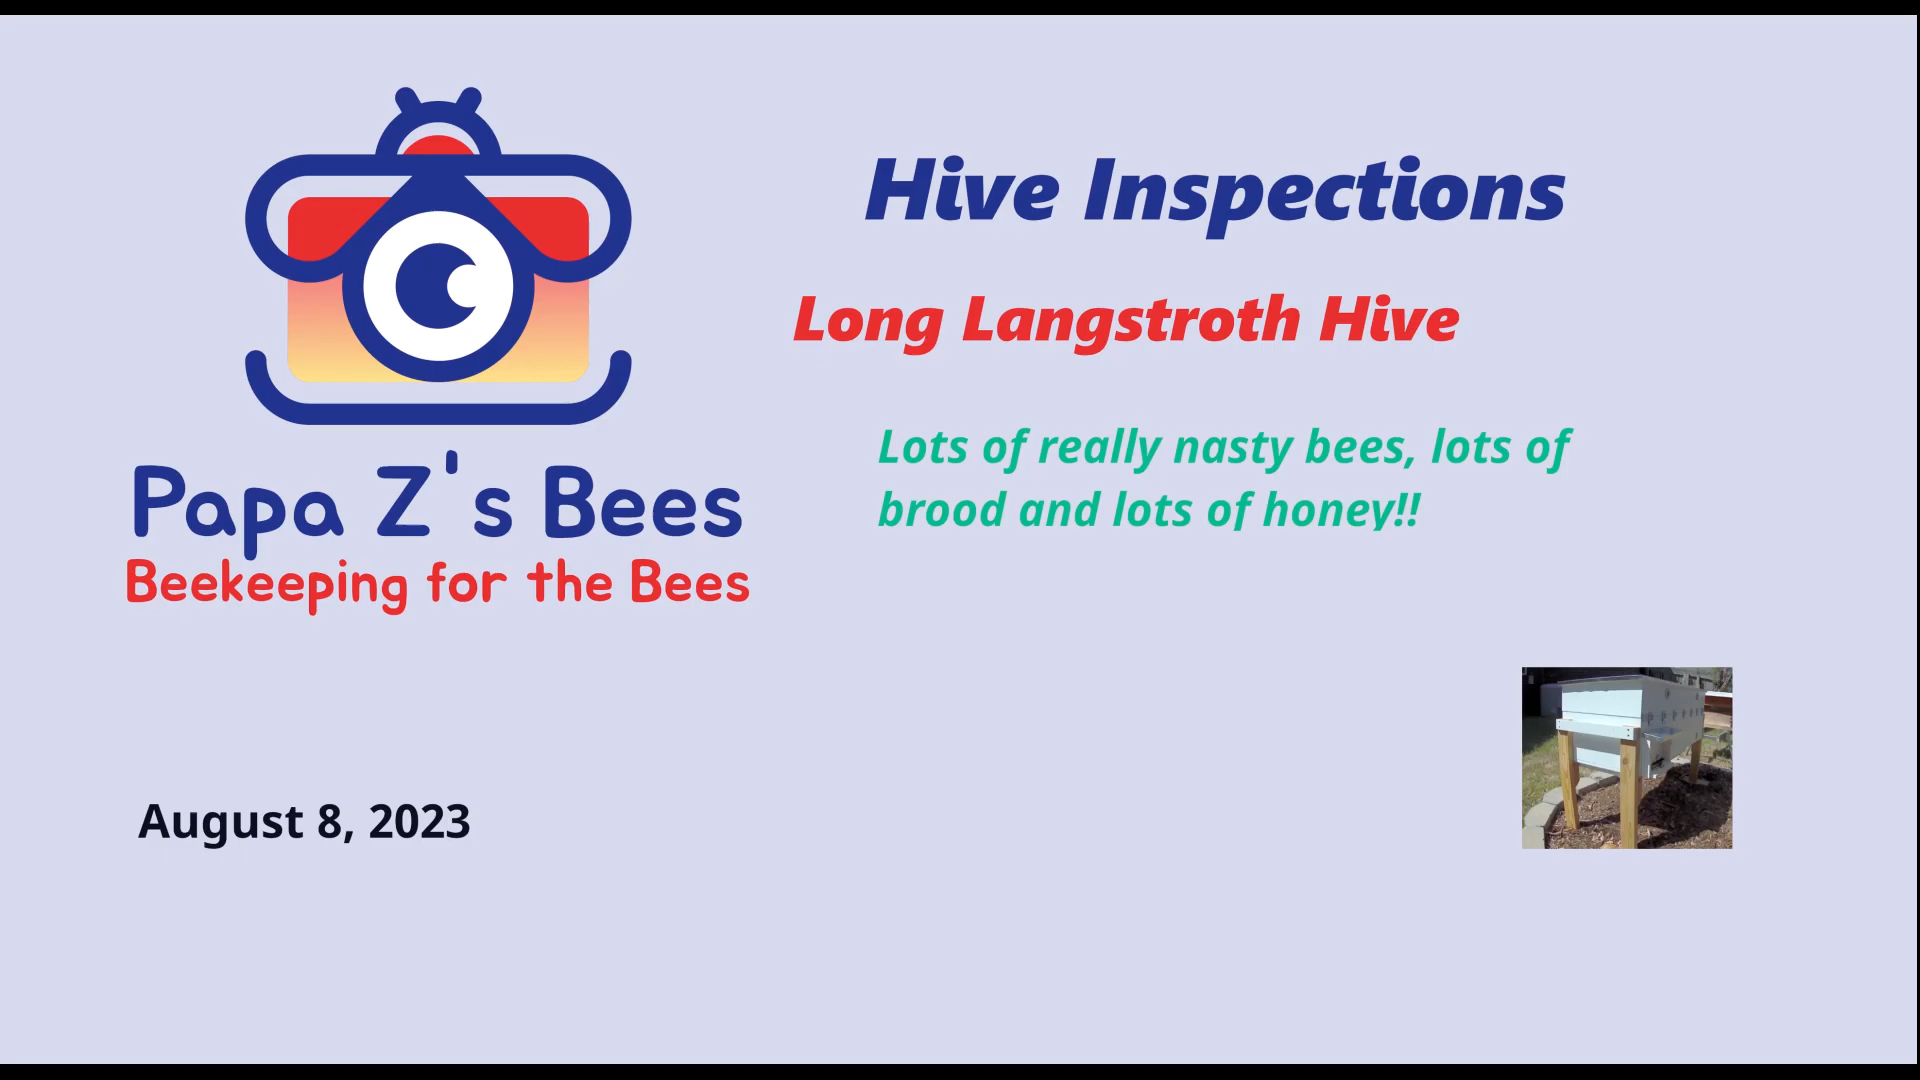 Papa Z's Bees
Beekeeping for the Bees
Hive Inspections
Long Langstroth Hive
Lots of really nasty bees, lots of
brood and lots of honey!!
August 8, 2023